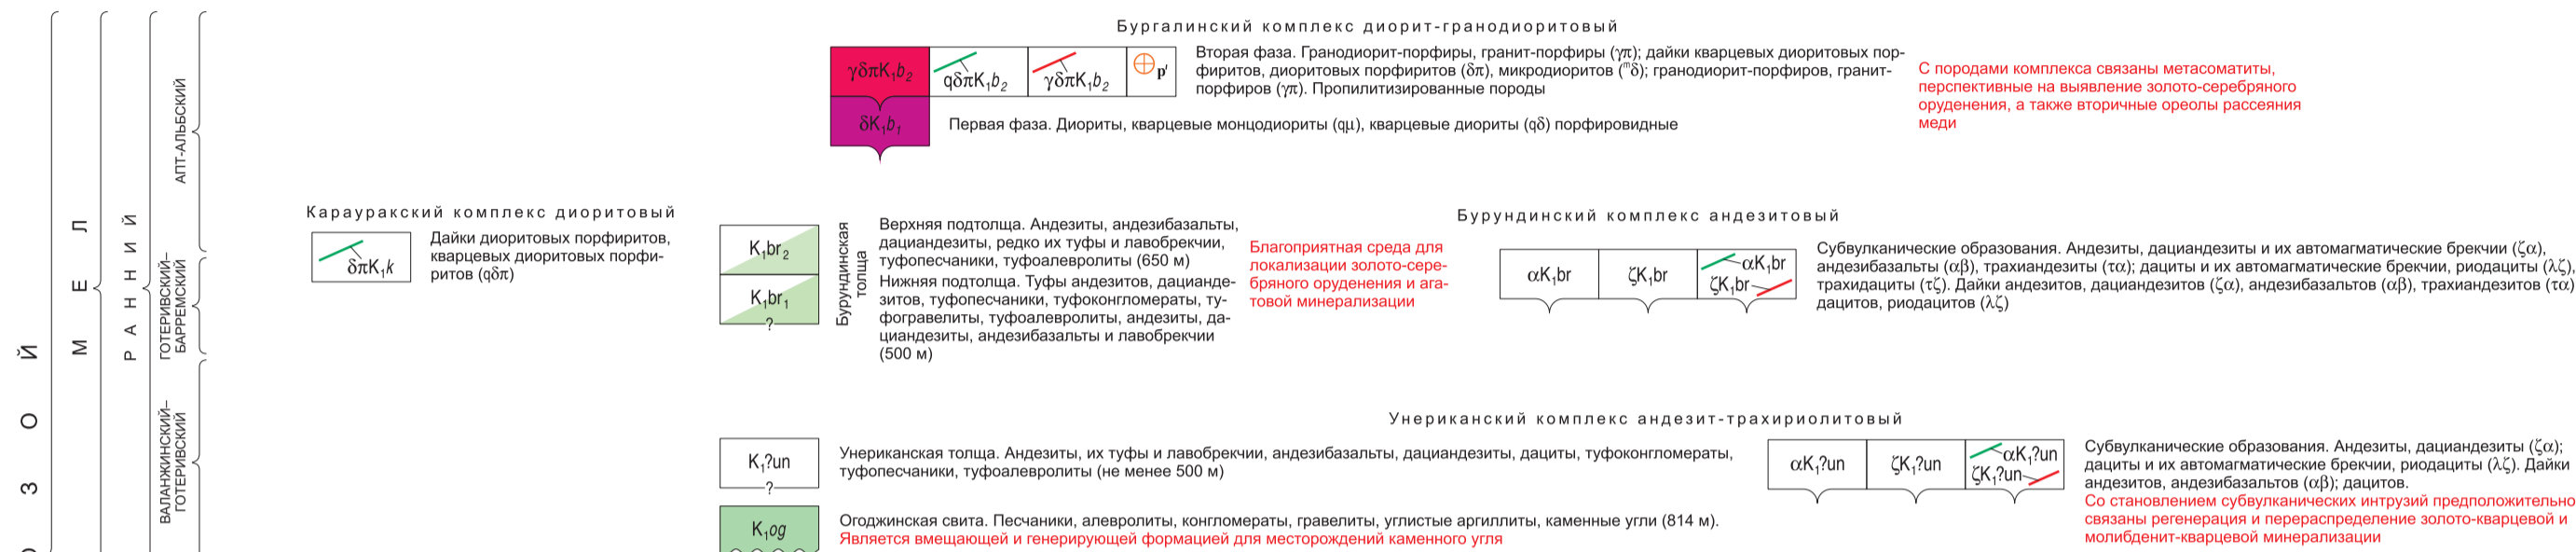 Бургалинский комплекс диорит-гранодиоритовый
γδπK₁b₂
qδπK₁b₂
γδπK₁b₂
p'
Вторая фаза. Гранодиорит-порфиры, гранит-порфиры (γπ); дайки кварцевых диоритовых пор-
фиритов, диоритовых порфиритов (δπ), микродиоритов (ᵐδ); гранодиорит-порфиров, гранит-
порфиров (γπ). Пропилитизированные породы
δK₁b₁
Первая фаза. Диориты, кварцевые монцодиориты (qμ), кварцевые диориты (qδ) порфировидные
С породами комплекса связаны метасоматиты,
перспективные на выявление золото-серебряного
оруденения, а также вторичные ореолы рассеяния
меди
АПТ-АЛЬБСКИЙ
ГОТЕРИВСКИЙ–
БАРРЕМСКИЙ
ВАЛАНЖИНСКИЙ–
ГОТЕРИВСКИЙ
РАННИЙ
МЕЛ
ЗОЙ
Карауракский комплекс диоритовый
δπK₁k
Дайки диоритовых порфиритов,
кварцевых диоритовых порфи-
ритов (qδπ)
K₁br₂
K₁br₁
?
Бурундинская
толща
Верхняя подтолща. Андезиты, андезибазальты,
дациандезиты, редко их туфы и лавобрекчии,
туфопесчаники, туфоалевролиты (650 м)
Нижняя подтолща. Туфы андезитов, дацианде-
зитов, туфопесчаники, туфоконгломераты, ту-
фогравелиты, туфоалевролиты, андезиты, да-
циандезиты, андезибазальты и лавобрекчии
(500 м)
Благоприятная среда для
локализации золото-сере-
бряного оруденения и ага-
товой минерализации
Бурундинский комплекс андезитовый
αK₁br
ζK₁br
αK₁br
ζK₁br
Субвулканические образования. Андезиты, дациандезиты и их автомагматические брекчии (ζα),
андезибазальты (αβ), трахиандезиты (τα); дациты и их автомагматические брекчии, риодациты (λζ),
трахидациты (τζ). Дайки андезитов, дациандезитов (ζα), андезибазальтов (αβ), трахиандезитов (τα)
дацитов, риодацитов (λζ)
Унериканский комплекс андезит-трахириолитовый
K₁?un
?
Унериканская толща. Андезиты, их туфы и лавобрекчии, андезибазальты, дациандезиты, дациты, туфоконгломераты,
туфопесчаники, туфоалевролиты (не менее 500 м)
αK₁?un
ζK₁?un
αK₁?un
ζK₁?un
Субвулканические образования. Андезиты, дациандезиты (ζα);
дациты и их автомагматические брекчии, риодациты (λζ). Дайки
андезитов, андезибазальтов (αβ); дацитов.
Со становлением субвулканических интрузий предположительно
связаны регенерация и перераспределение золото-кварцевой и
молибденит-кварцевой минерализации
K₁og
Огоджинская свита. Песчаники, алевролиты, конгломераты, гравелиты, углистые аргиллиты, каменные угли (814 м).
Является вмещающей и генерирующей формацией для месторождений каменного угля